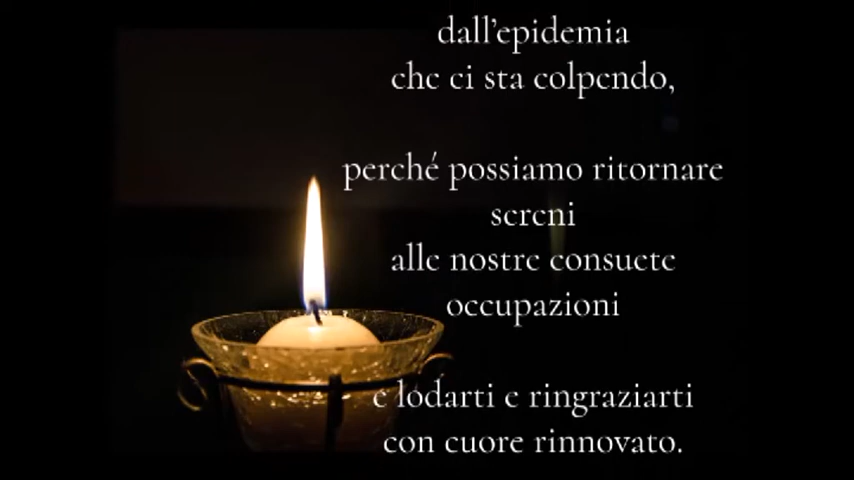 dall’epidemia
che ci sta colpendo,
perché possiamo ritornare
sereni
alle nostre consuete
occupazioni
e lodarti e ringraziarti
con cuore rinnovato.